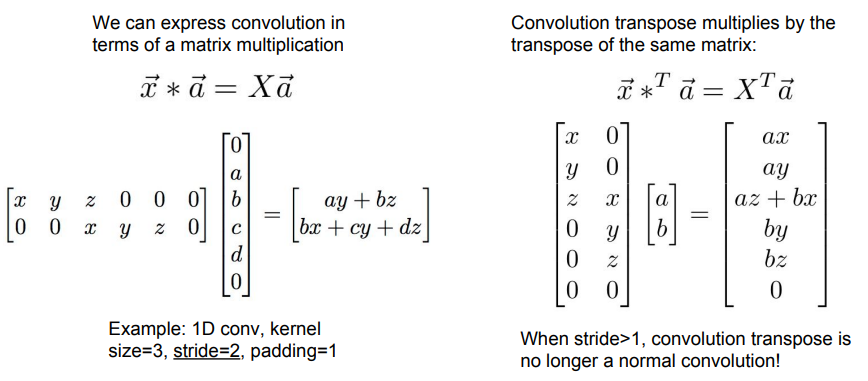 We can express convolution in
terms of a matrix multiplication
$\vec{x} * \vec{a} = X\vec{a}$
$\begin{bmatrix} x & y & z & 0 & 0 & 0 \\ 0 & 0 & x & y & z & 0 \end{bmatrix} \begin{bmatrix} 0 \\ a \\ b \\ c \\ d \\ 0 \end{bmatrix} = \begin{bmatrix} ay + bz \\ bx + cy + dz \end{bmatrix}$
Example: 1D conv, kernel
size=3, stride=2, padding=1
Convolution transpose multiplies by the
transpose of the same matrix:
$\vec{x} *^T \vec{a} = X^T\vec{a}$
$\begin{bmatrix} x & 0 \\ y & 0 \\ z & x \\ 0 & y \\ 0 & z \\ 0 & 0 \end{bmatrix} \begin{bmatrix} a \\ b \end{bmatrix} = \begin{bmatrix} ax \\ ay \\ az + bx \\ by \\ bz \\ 0 \end{bmatrix}$
When stride>1, convolution transpose is
no longer a normal convolution!